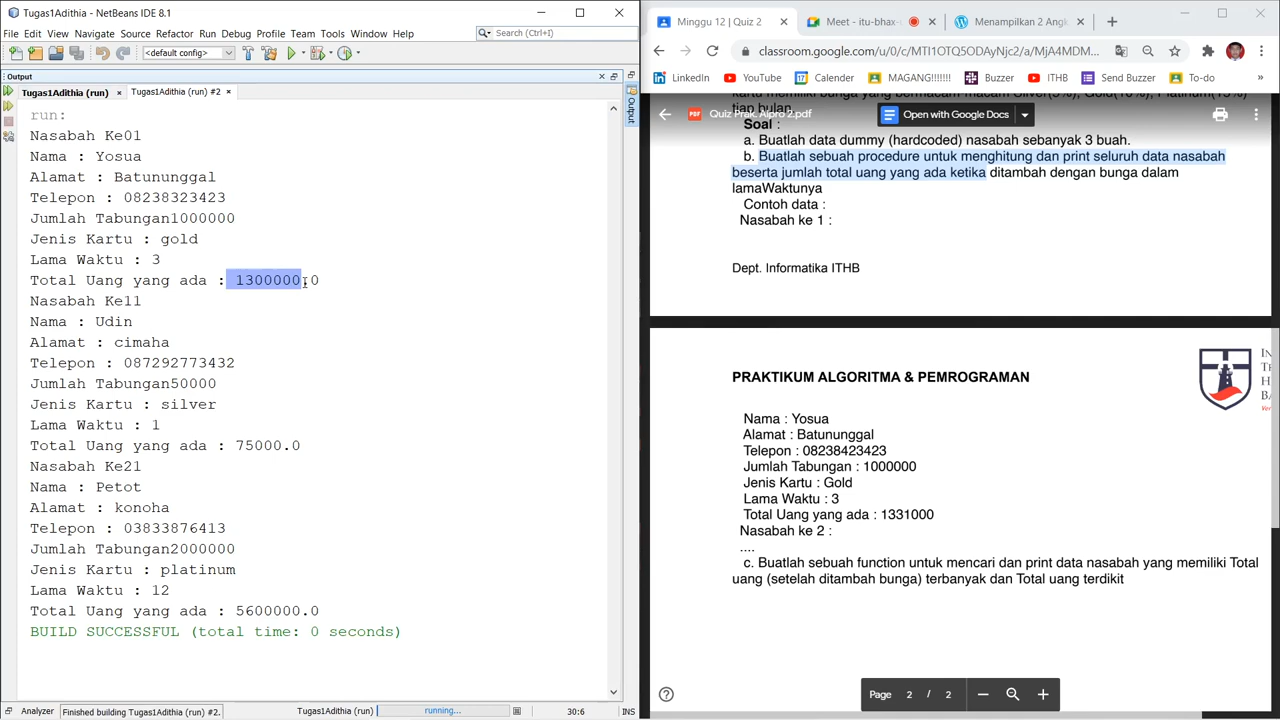 Tugas1Adithia - NetBeans IDE 8.1
File Edit View Navigate Source Refactor Run Debug Profile Team Tools Window Help
Search (Ctrl+I)
<default config>
Output
Tugas1Adithia (run)
Tugas1Adithia (run) #2
Output
Nama : Yosua
Alamat : Batununggal
Telepon : 08238323423
Jumlah Tabungan1000000
Jenis Kartu : gold
Lama Waktu : 3
Total Uang yang ada : 1300000.0
Nasabah Ke11
Nama : Udin
Alamat : cimaha
Telepon : 087292773432
Jumlah Tabungan50000
Jenis Kartu : silver
Lama Waktu : 1
Total Uang yang ada : 75000.0
Nasabah Ke21
Nama : Petot
Alamat : konoha
Telepon : 03833876413
Jumlah Tabungan2000000
Jenis Kartu : platinum
Lama Waktu : 12
Total Uang yang ada : 5600000.0
BUILD SUCCESSFUL (total time: 0 seconds)
Analyzer
Finished building Tugas1Adithia (run) #2.
Tugas1Adithia (run)
running...
30:6
INS
Minggu 12 | Quiz 2
Meet - itu-bhax-
Menampilkan 2 Angk
classroom.google.com/u/0/c/MTI1OTQ5ODAyNjc2/a/MjA4MDM...
LinkedIn
YouTube
Calender
MAGANG!!!!!!!
Buzzer
ITHB
Send Buzzer
To-do
tiap bulan
Quiz Prak. Alpro 2.pdf
Open with Google Docs
Soal :
a. Buatlah data dummy (hardcoded) nasabah sebanyak 3 buah.
b. Buatlah sebuah procedure untuk menghitung dan print seluruh data nasabah
beserta jumlah total uang yang ada ketika ditambah dengan bunga dalam
lamaWaktunya
Contoh data :
Nasabah ke 1 :
Dept. Informatika ITHB
PRAKTIKUM ALGORITMA & PEMROGRAMAN
Nama : Yosua
Alamat : Batununggal
Telepon : 08238423423
Jumlah Tabungan : 1000000
Jenis Kartu : Gold
Lama Waktu : 3
Total Uang yang ada : 1331000
Nasabah ke 2 :
....
c. Buatlah sebuah function untuk mencari dan print data nasabah yang memiliki Total
uang (setelah ditambah bunga) terbanyak dan Total uang terdikit
Page 2 / 2